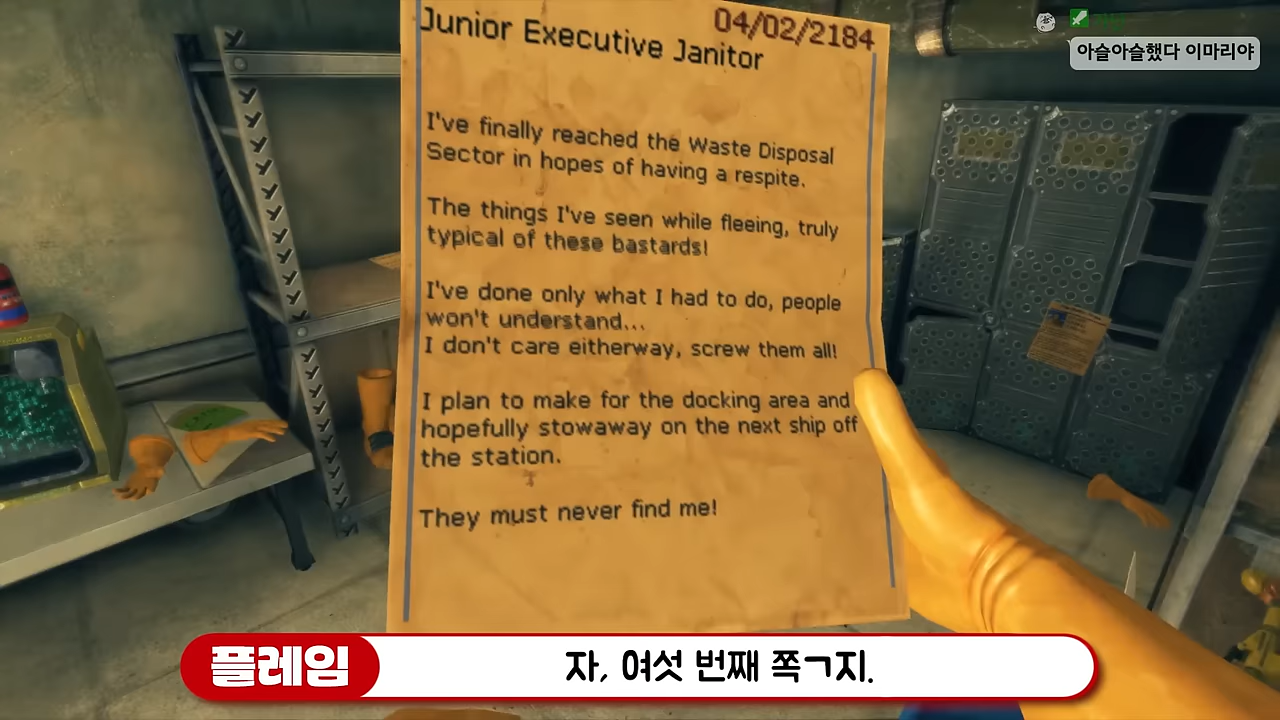 04/02/2184
Junior Executive Janitor
아슬아슬했다 이마리야
I've finally reached the Waste Disposal
Sector in hopes of having a respite.
The things I've seen while fleeing, truly
typical of these bastards!
I've done only what I had to do, people
won't understand...
I don't care eitherway, screw them all!
I plan to make for the docking area and
hopefully stowaway on the next ship off
the station.
They must never find me!
플레임
자, 여섯 번째 쪽ㄱ지.